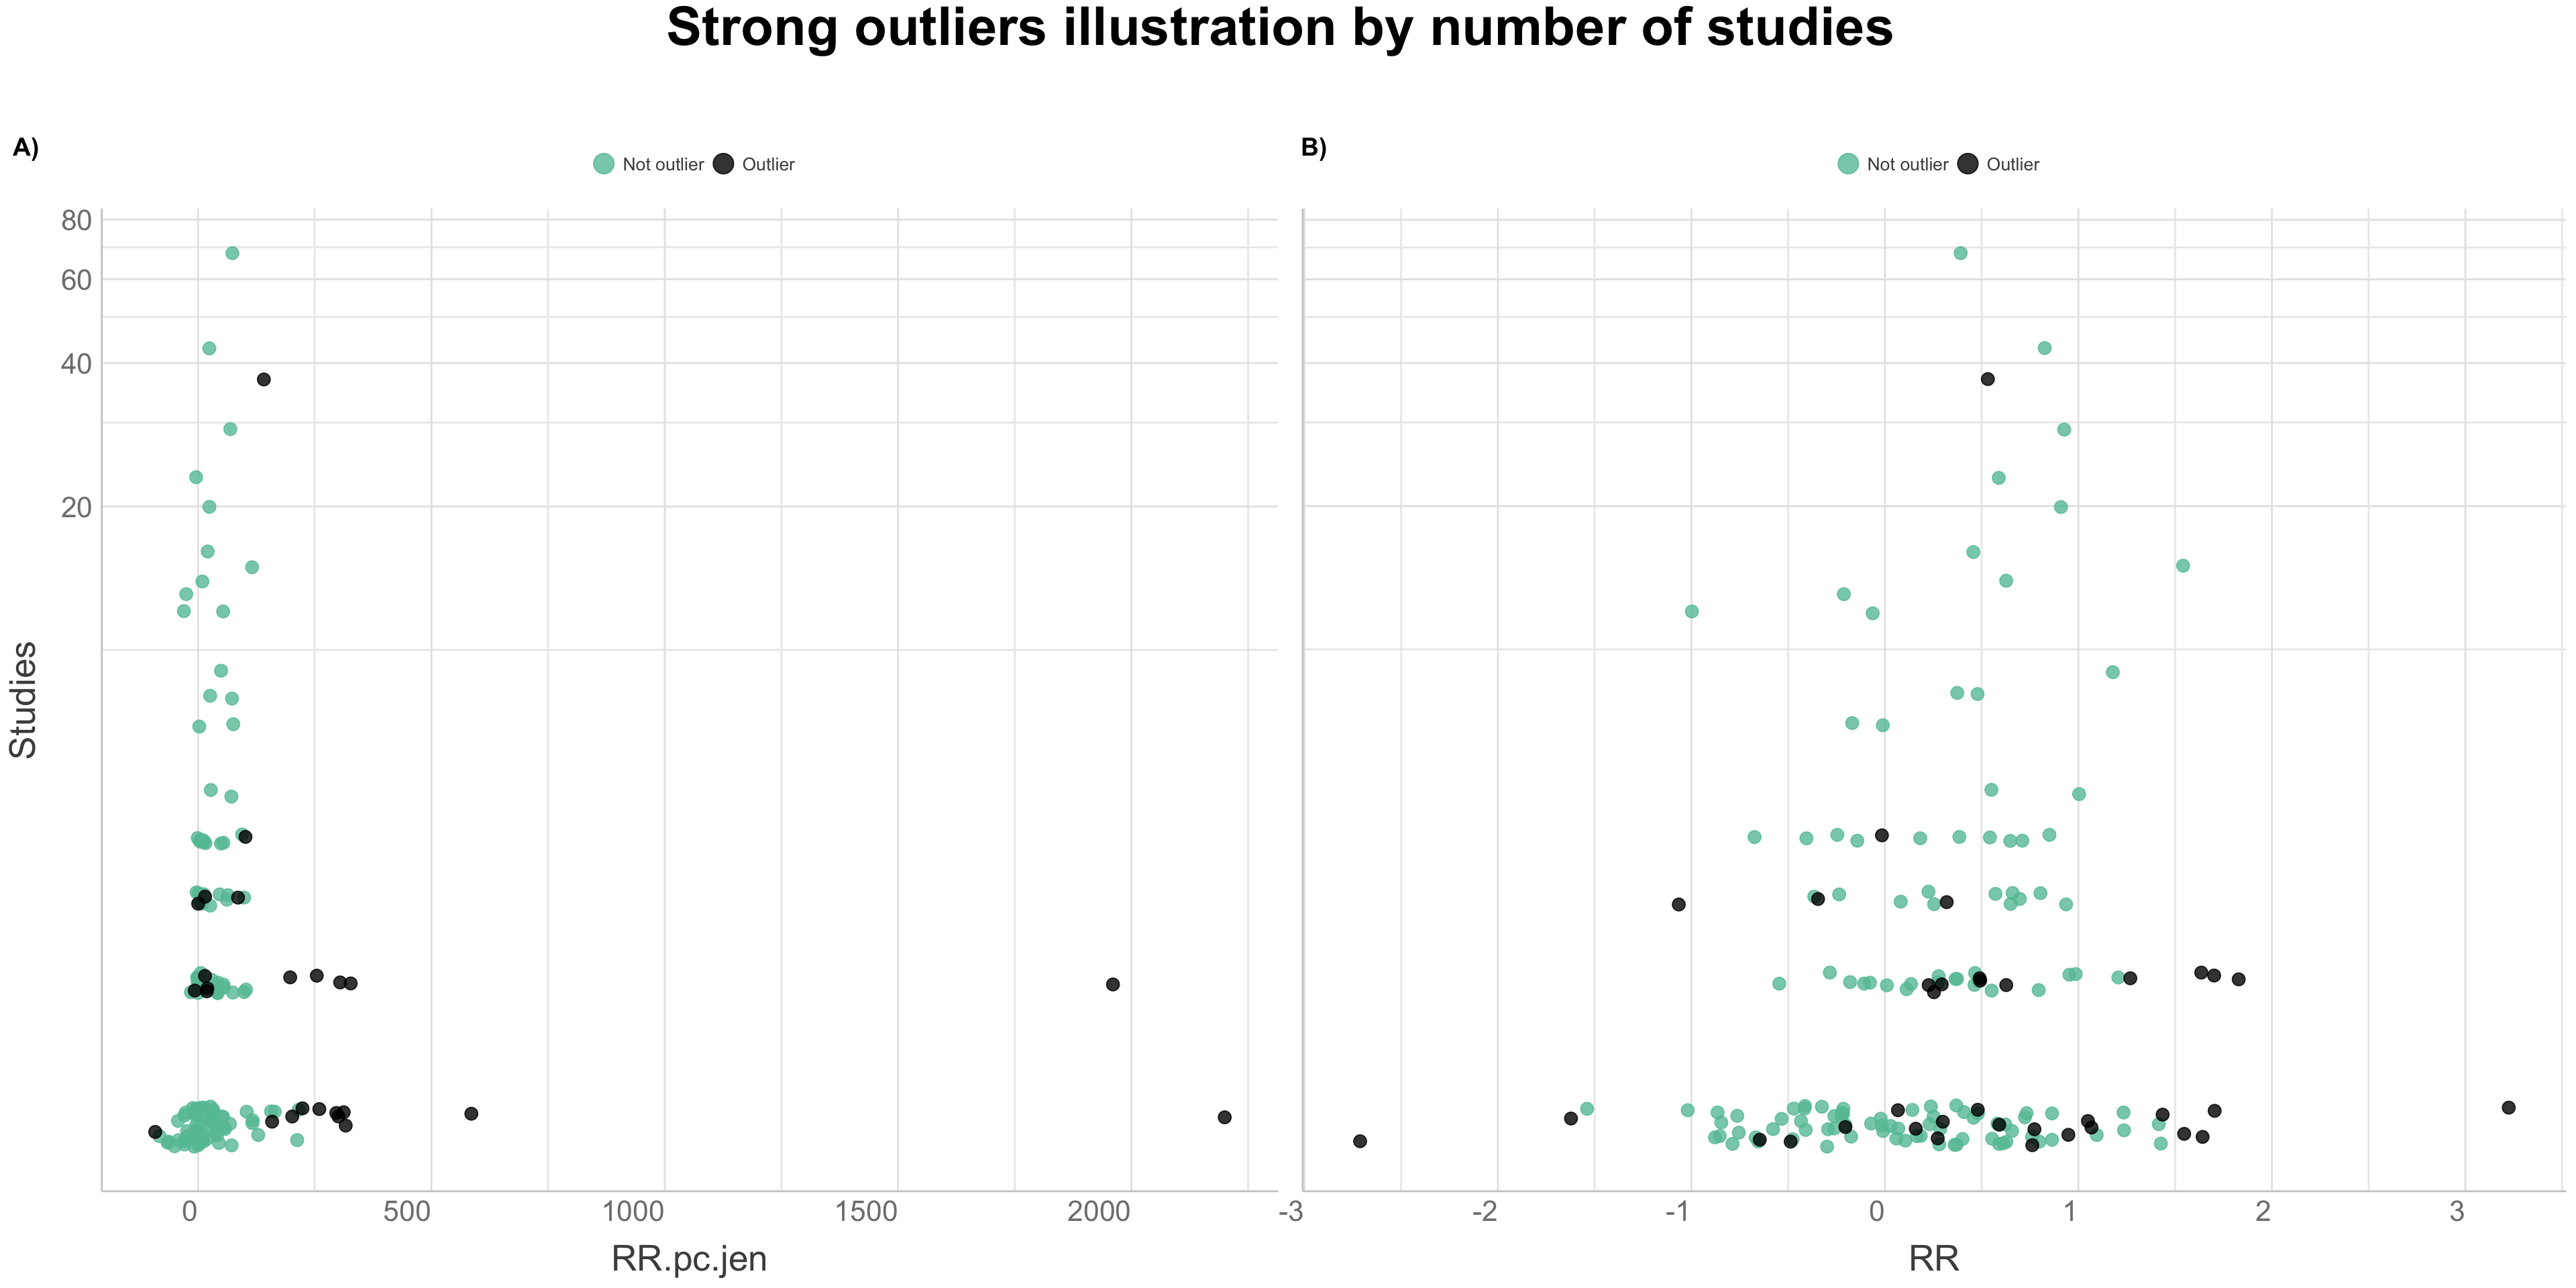 Strong outliers illustration by number of studies
A)
Not outlier
Outlier
B)
Not outlier
Outlier
80
60
40
20
Studies
0
500
1000
1500
2000
RR.pc.jen
-3
-2
-1
0
1
2
3
RR